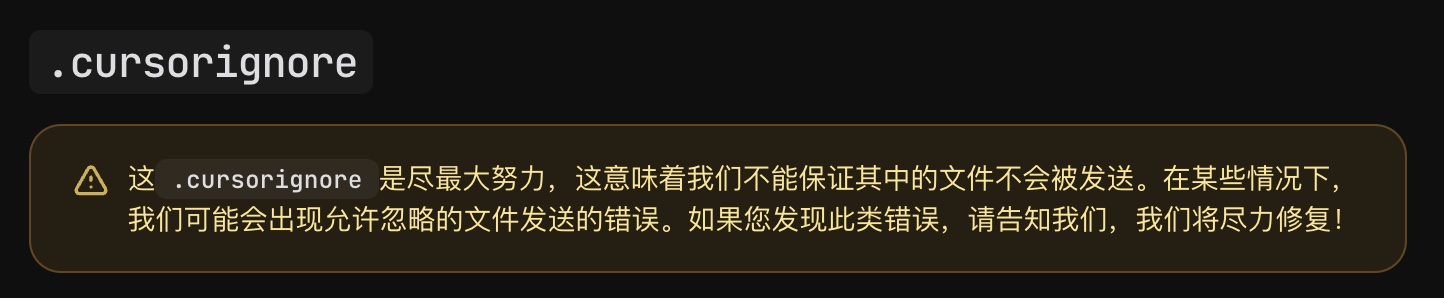 .cursorignore
这 .cursorignore 是尽最大努力，这意味着我们不能保证其中的文件不会被发送。在某些情况下，
我们可能会出现允许忽略的文件发送的错误。如果您发现此类错误，请告知我们，我们将尽力修复！